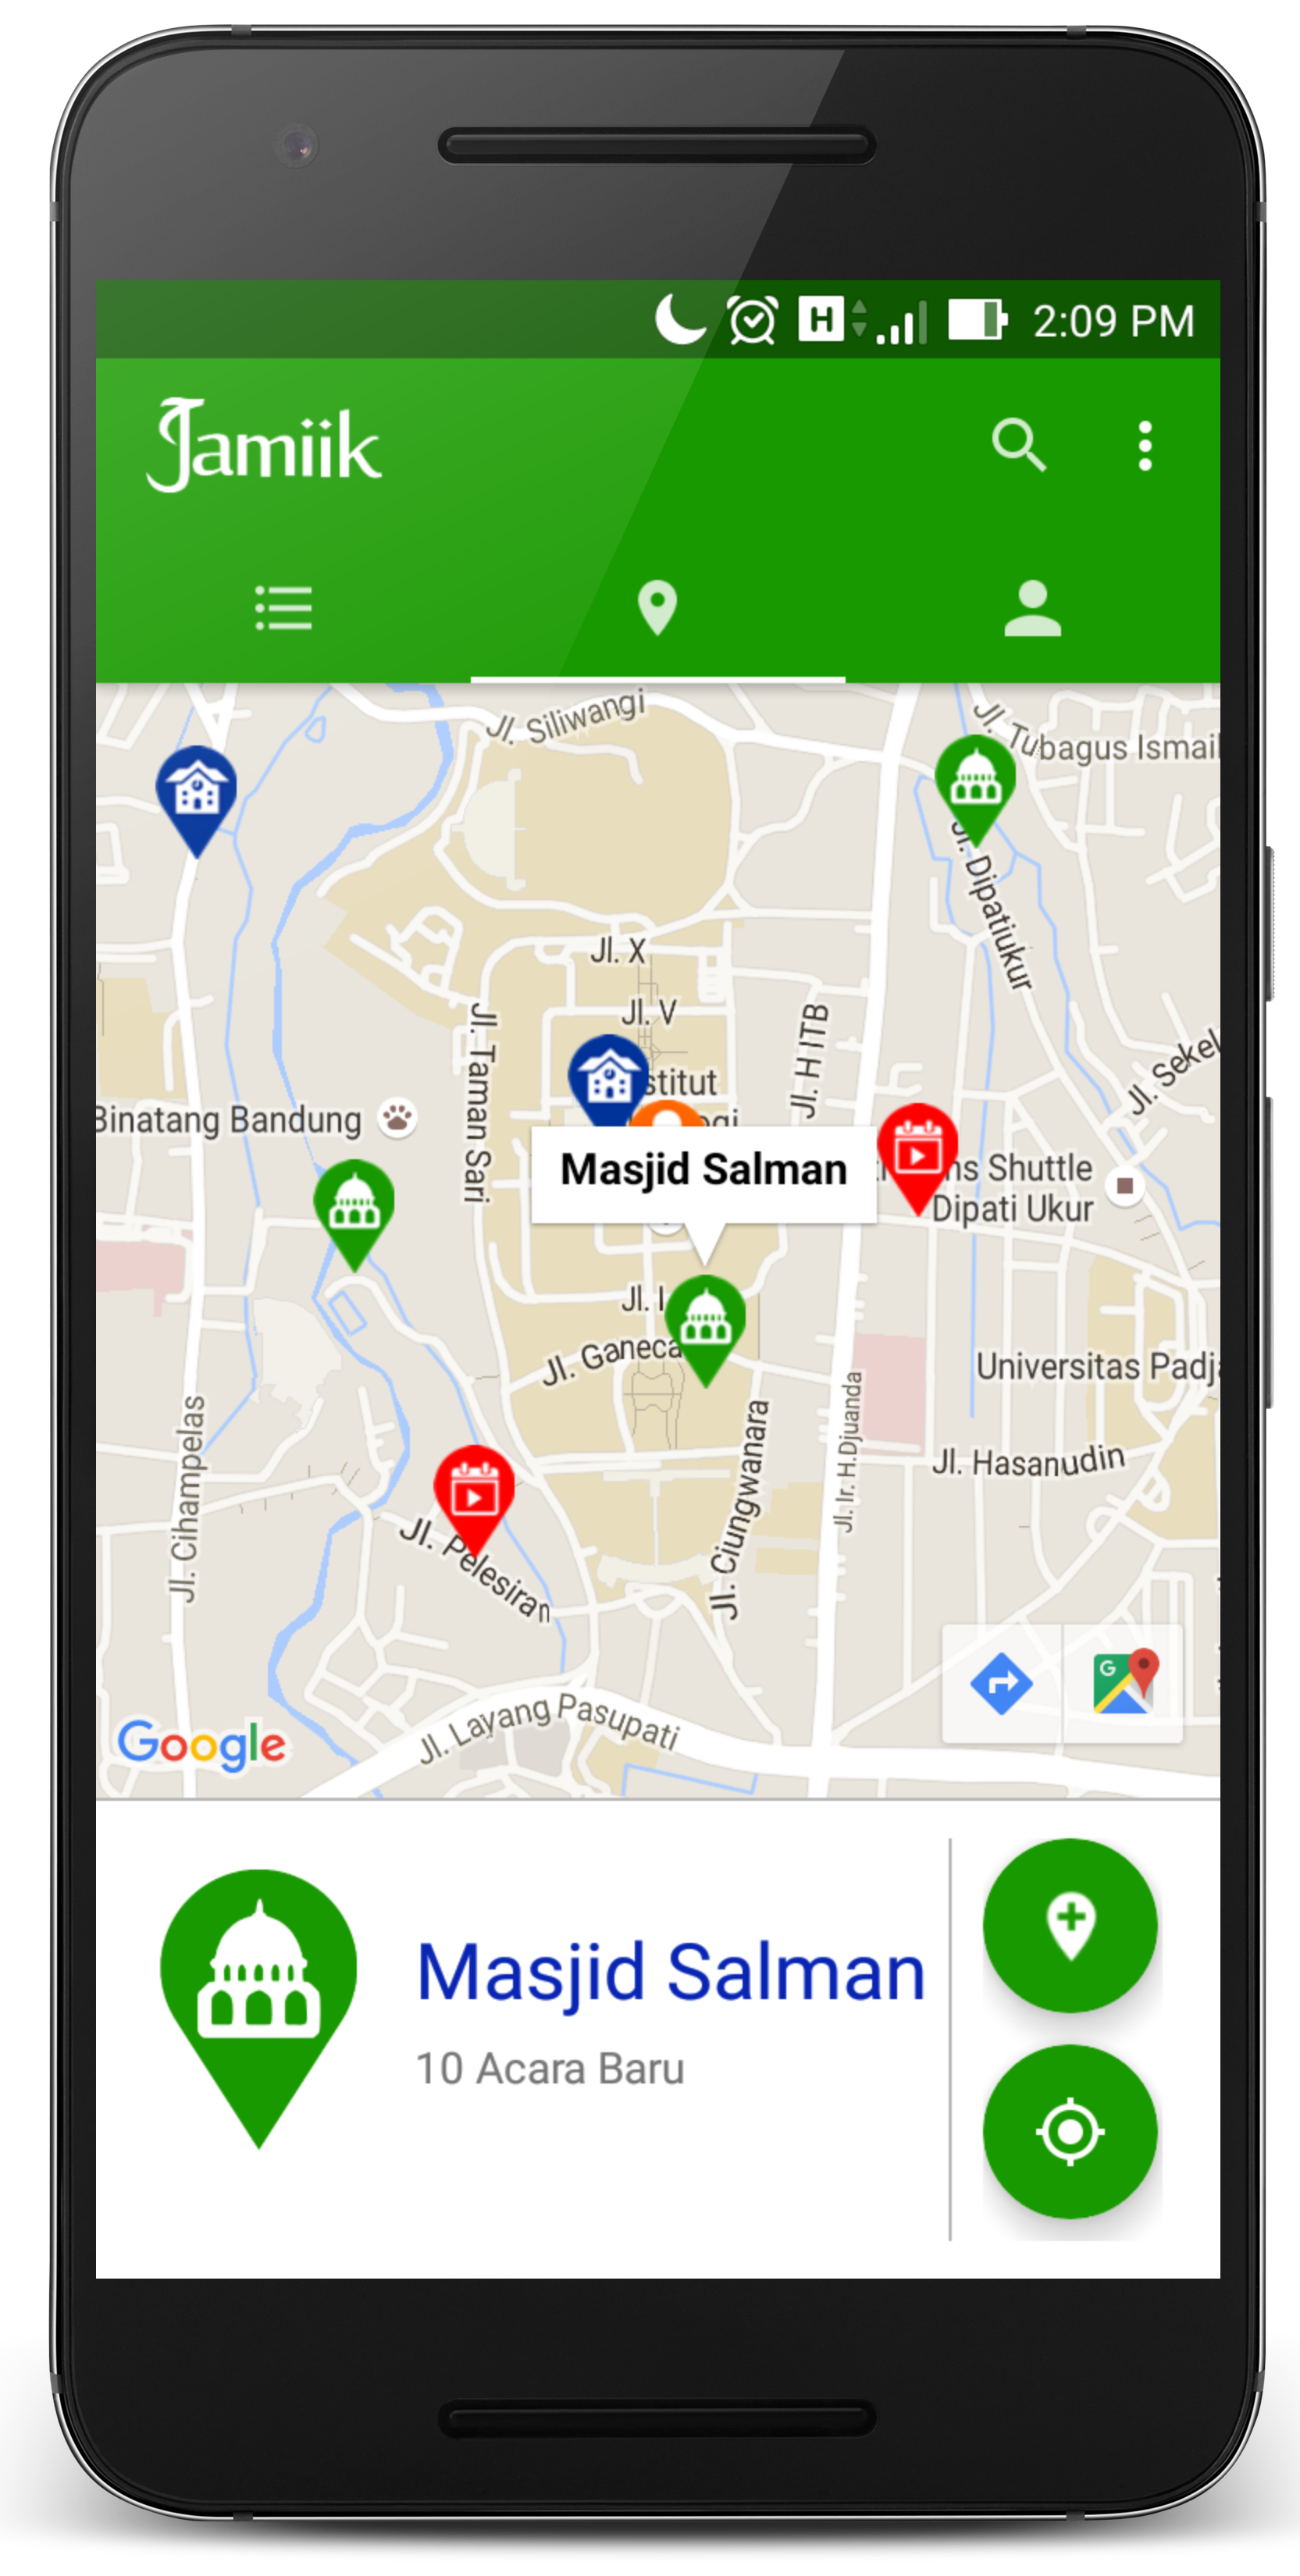 H
2:09 PM
Jamiik
Jl. Siliwangi
Jl. Tubagus Ismail
Jl. Dipatiukur
Jl. X
Jl. V
Jl. H ITB
Jl. Taman Sari
Jl. Sekel
stitut
Binatang Bandung
Masjid Salman
ns Shuttle
Dipati Ukur
Jl. I
Jl. Ganeca
Universitas Padj
Jl. Cihampelas
Jl. Ciungwanara
Jl. Ir. H.Djuanda
Jl. Hasanudin
Jl. Pelesiran
Jl. Layang Pasupati
Google
G
Masjid Salman
10 Acara Baru